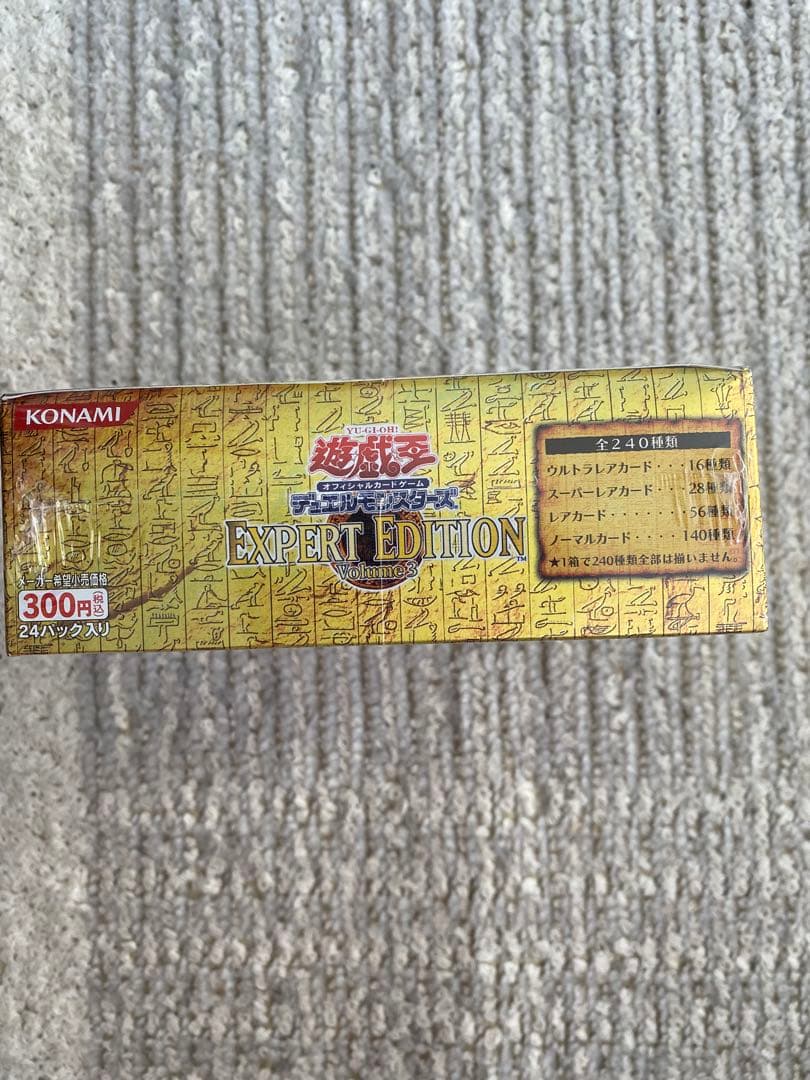 KONAMI
YU-GI-OH!
遊戯王
オフィシャルカードゲーム
デュエルモンスターズ
EXPERT EDITION™
Volume 3
メーカー希望小売価格
300円(税込)
24パック入り
全240種類
ウルトラレアカード・・・16種類
スーパーレアカード・・・28種類
レアカード・・・・・・・56種類
ノーマルカード・・・・・140種類
★1箱で240種類全部は揃いません。